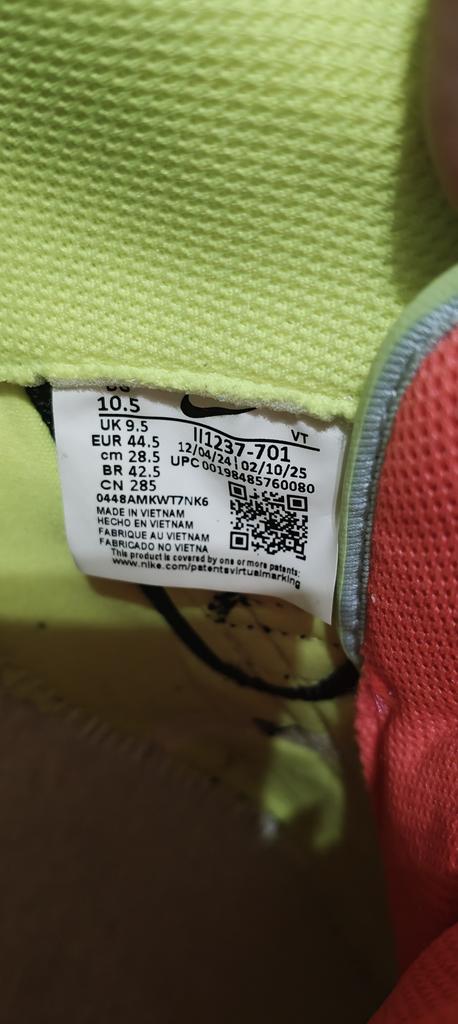 10.5
UK 9.5
EUR 44.5
cm 28.5
BR 42.5
CN 285
0448AMKWT7NK6
MADE IN VIETNAM
HECHO EN VIETNAM
FABRIQUE AU VIETNAM
FABRICADO NO VIETNA
VT
II1237-701
12/04/24 | 02/10/25
UPC 00198485760080
This product is covered by one or more patents:
www.nike.com/patentsvirtualmarking